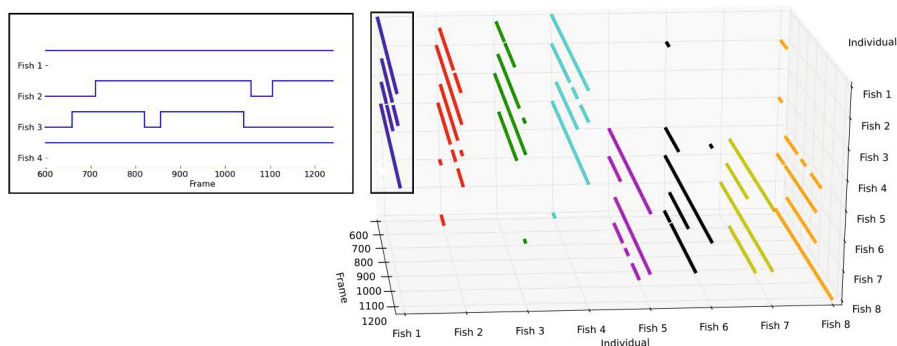 Fish 1
Fish 2
Fish 3
Fish 4
600 700 800 900 1000 1100 1200
Frame
Individual
Fish 1
Fish 2
Fish 3
Fish 4
Fish 5
Fish 6
Fish 7
Fish 8
600
700
800
900
1000
1100
1200
Frame
Fish 1 Fish 2 Fish 3 Fish 4 Fish 5 Fish 6 Fish 7 Fish 8
Individual